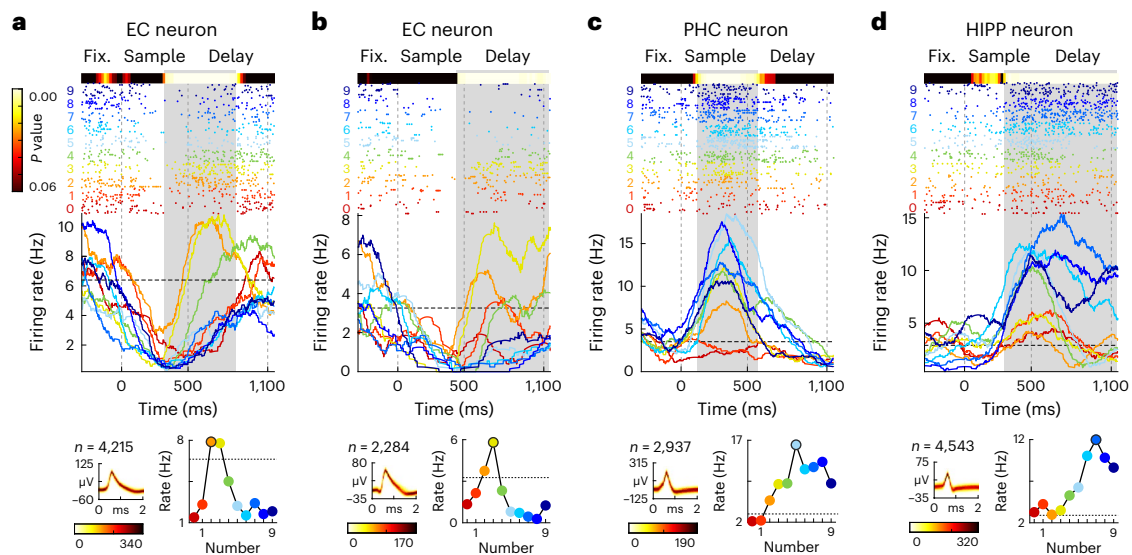 a
b
c
d
EC neuron
EC neuron
PHC neuron
HIPP neuron
Fix. Sample Delay
Fix. Sample Delay
Fix. Sample Delay
Fix. Sample Delay
0.00
P value
0.06
9
8
7
6
5
4
3
2
1
0
9
8
7
6
5
4
3
2
1
0
9
8
7
6
5
4
3
2
1
0
9
8
7
6
5
4
3
2
1
0
Firing rate (Hz)
10
8
6
4
2
0 500 1,100
Time (ms)
Firing rate (Hz)
8
6
4
2
0
0 500 1,100
Time (ms)
Firing rate (Hz)
15
10
5
0
0 500 1,100
Time (ms)
Firing rate (Hz)
15
10
5
0 500 1,100
Time (ms)
n = 4,215
125
µV
−60
0 ms 2
0 340
Rate (Hz)
8
1
1 9
Number
n = 2,284
80
µV
−35
0 ms 2
0 170
Rate (Hz)
6
0
1 9
Number
n = 2,937
315
µV
−125
0 ms 2
0 190
Rate (Hz)
17
2
1 9
Number
n = 4,543
75
µV
−35
0 ms 2
0 320
Rate (Hz)
12
2
1 9
Number